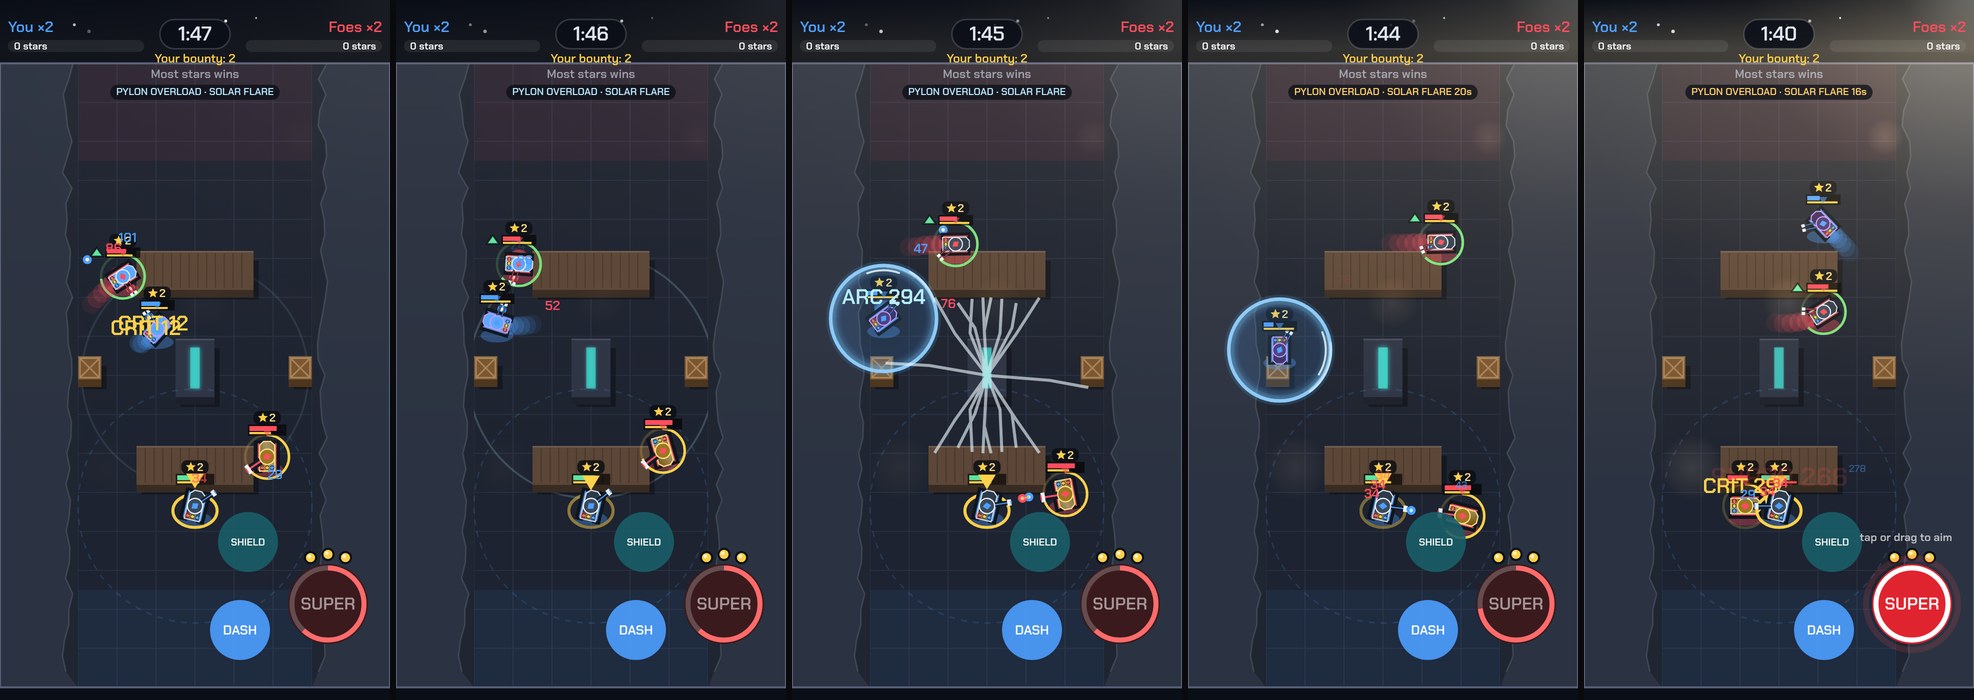 You ×2
1:47
Foes ×2
0 stars
0 stars
Your bounty: 2
Most stars wins
PYLON OVERLOAD · SOLAR FLARE
★2
★2
CRIT 12
★2
★2
SHIELD
SUPER
DASH
You ×2
1:46
Foes ×2
0 stars
0 stars
Your bounty: 2
Most stars wins
PYLON OVERLOAD · SOLAR FLARE
★2
★2
52
★2
★2
SHIELD
SUPER
DASH
You ×2
1:45
Foes ×2
0 stars
0 stars
Your bounty: 2
Most stars wins
PYLON OVERLOAD · SOLAR FLARE
★2
47
★2
ARC 294
76
★2
★2
SHIELD
SUPER
DASH
You ×2
1:44
Foes ×2
0 stars
0 stars
Your bounty: 2
Most stars wins
PYLON OVERLOAD · SOLAR FLARE 20s
★2
★2
★2
★2
34
SHIELD
SUPER
DASH
You ×2
1:40
Foes ×2
0 stars
0 stars
Your bounty: 2
Most stars wins
PYLON OVERLOAD · SOLAR FLARE 16s
★2
★2
★2
★2
278
SHIELD
tap or drag to aim
SUPER
DASH